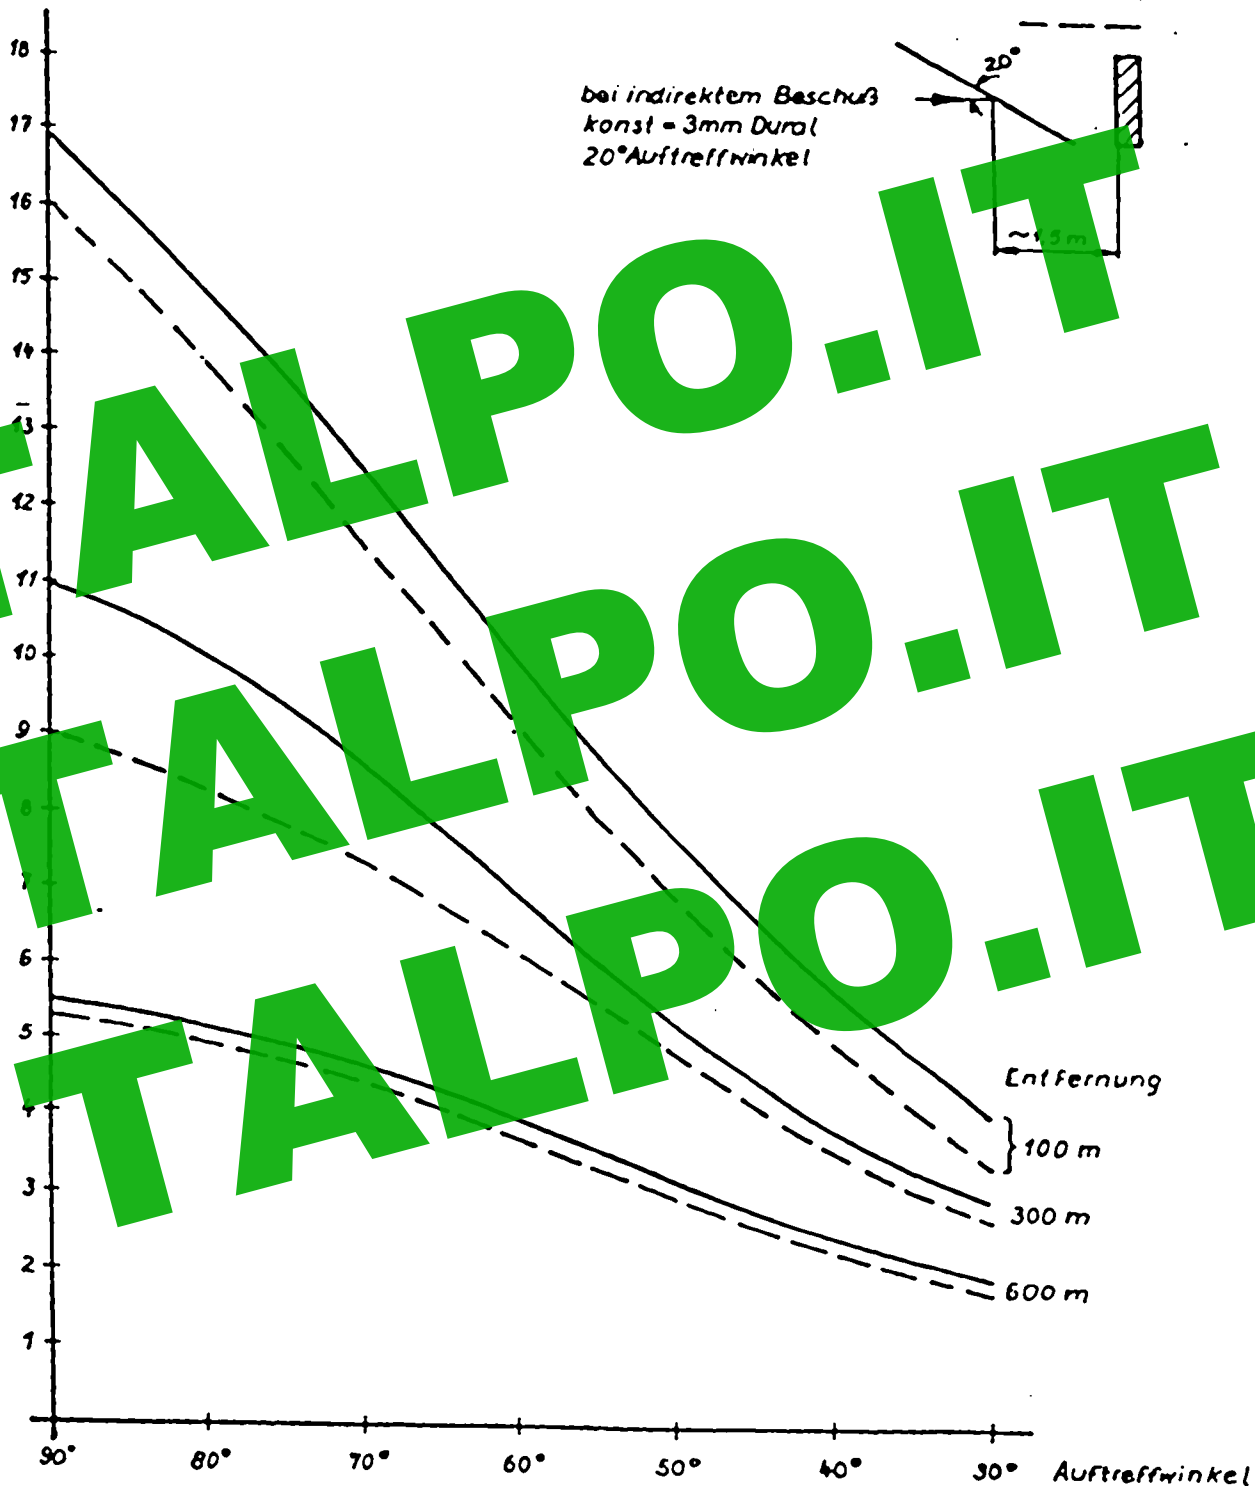 18
20°
bei indirektem Beschuß
konst = 3mm Dural
20° Auftreffwinkel
17
16
~1,5 m
15
14
13
12
11
10
9
8
7
6
5
4
3
2
1
TALPO.IT
TALPO.IT
TALPO.IT
Entfernung
100 m
300 m
600 m
90° 80° 70° 60° 50° 40° 30° Auftreffwinkel